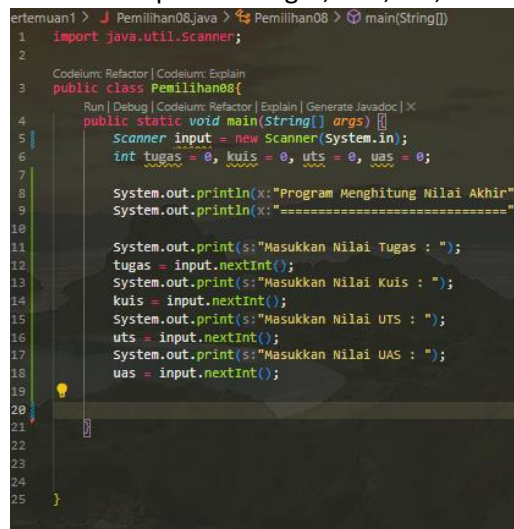 ertemuan1 > J Pemilihan08.java > Pemilihan08 > main(String[])
1 import java.util.Scanner;
2
Codeium: Refactor | Codeium: Explain
3 public class Pemilihan08{
Run | Debug | Codeium: Refactor | Explain | Generate Javadoc | ×
4 public static void main(String[] args) {
5 Scanner input = new Scanner(System.in);
6 int tugas = 0, kuis = 0, uts = 0, uas = 0;
7
8 System.out.println(x:"Program Menghitung Nilai Akhir"
9 System.out.println(x:"=============================="
10
11 System.out.print(s:"Masukkan Nilai Tugas : ");
12 tugas = input.nextInt();
13 System.out.print(s:"Masukkan Nilai Kuis : ");
14 kuis = input.nextInt();
15 System.out.print(s:"Masukkan Nilai UTS : ");
16 uts = input.nextInt();
17 System.out.print(s:"Masukkan Nilai UAS : ");
18 uas = input.nextInt();
19
20
21 }
22
23
24
25 }